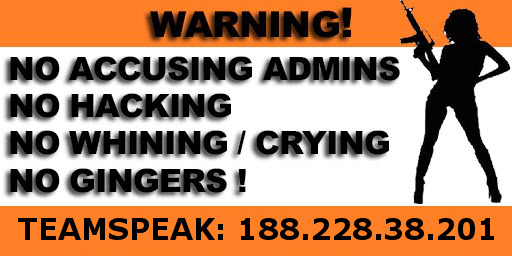 WARNING!
NO ACCUSING ADMINS
NO HACKING
NO WHINING / CRYING
NO GINGERS !
TEAMSPEAK: 188.228.38.201